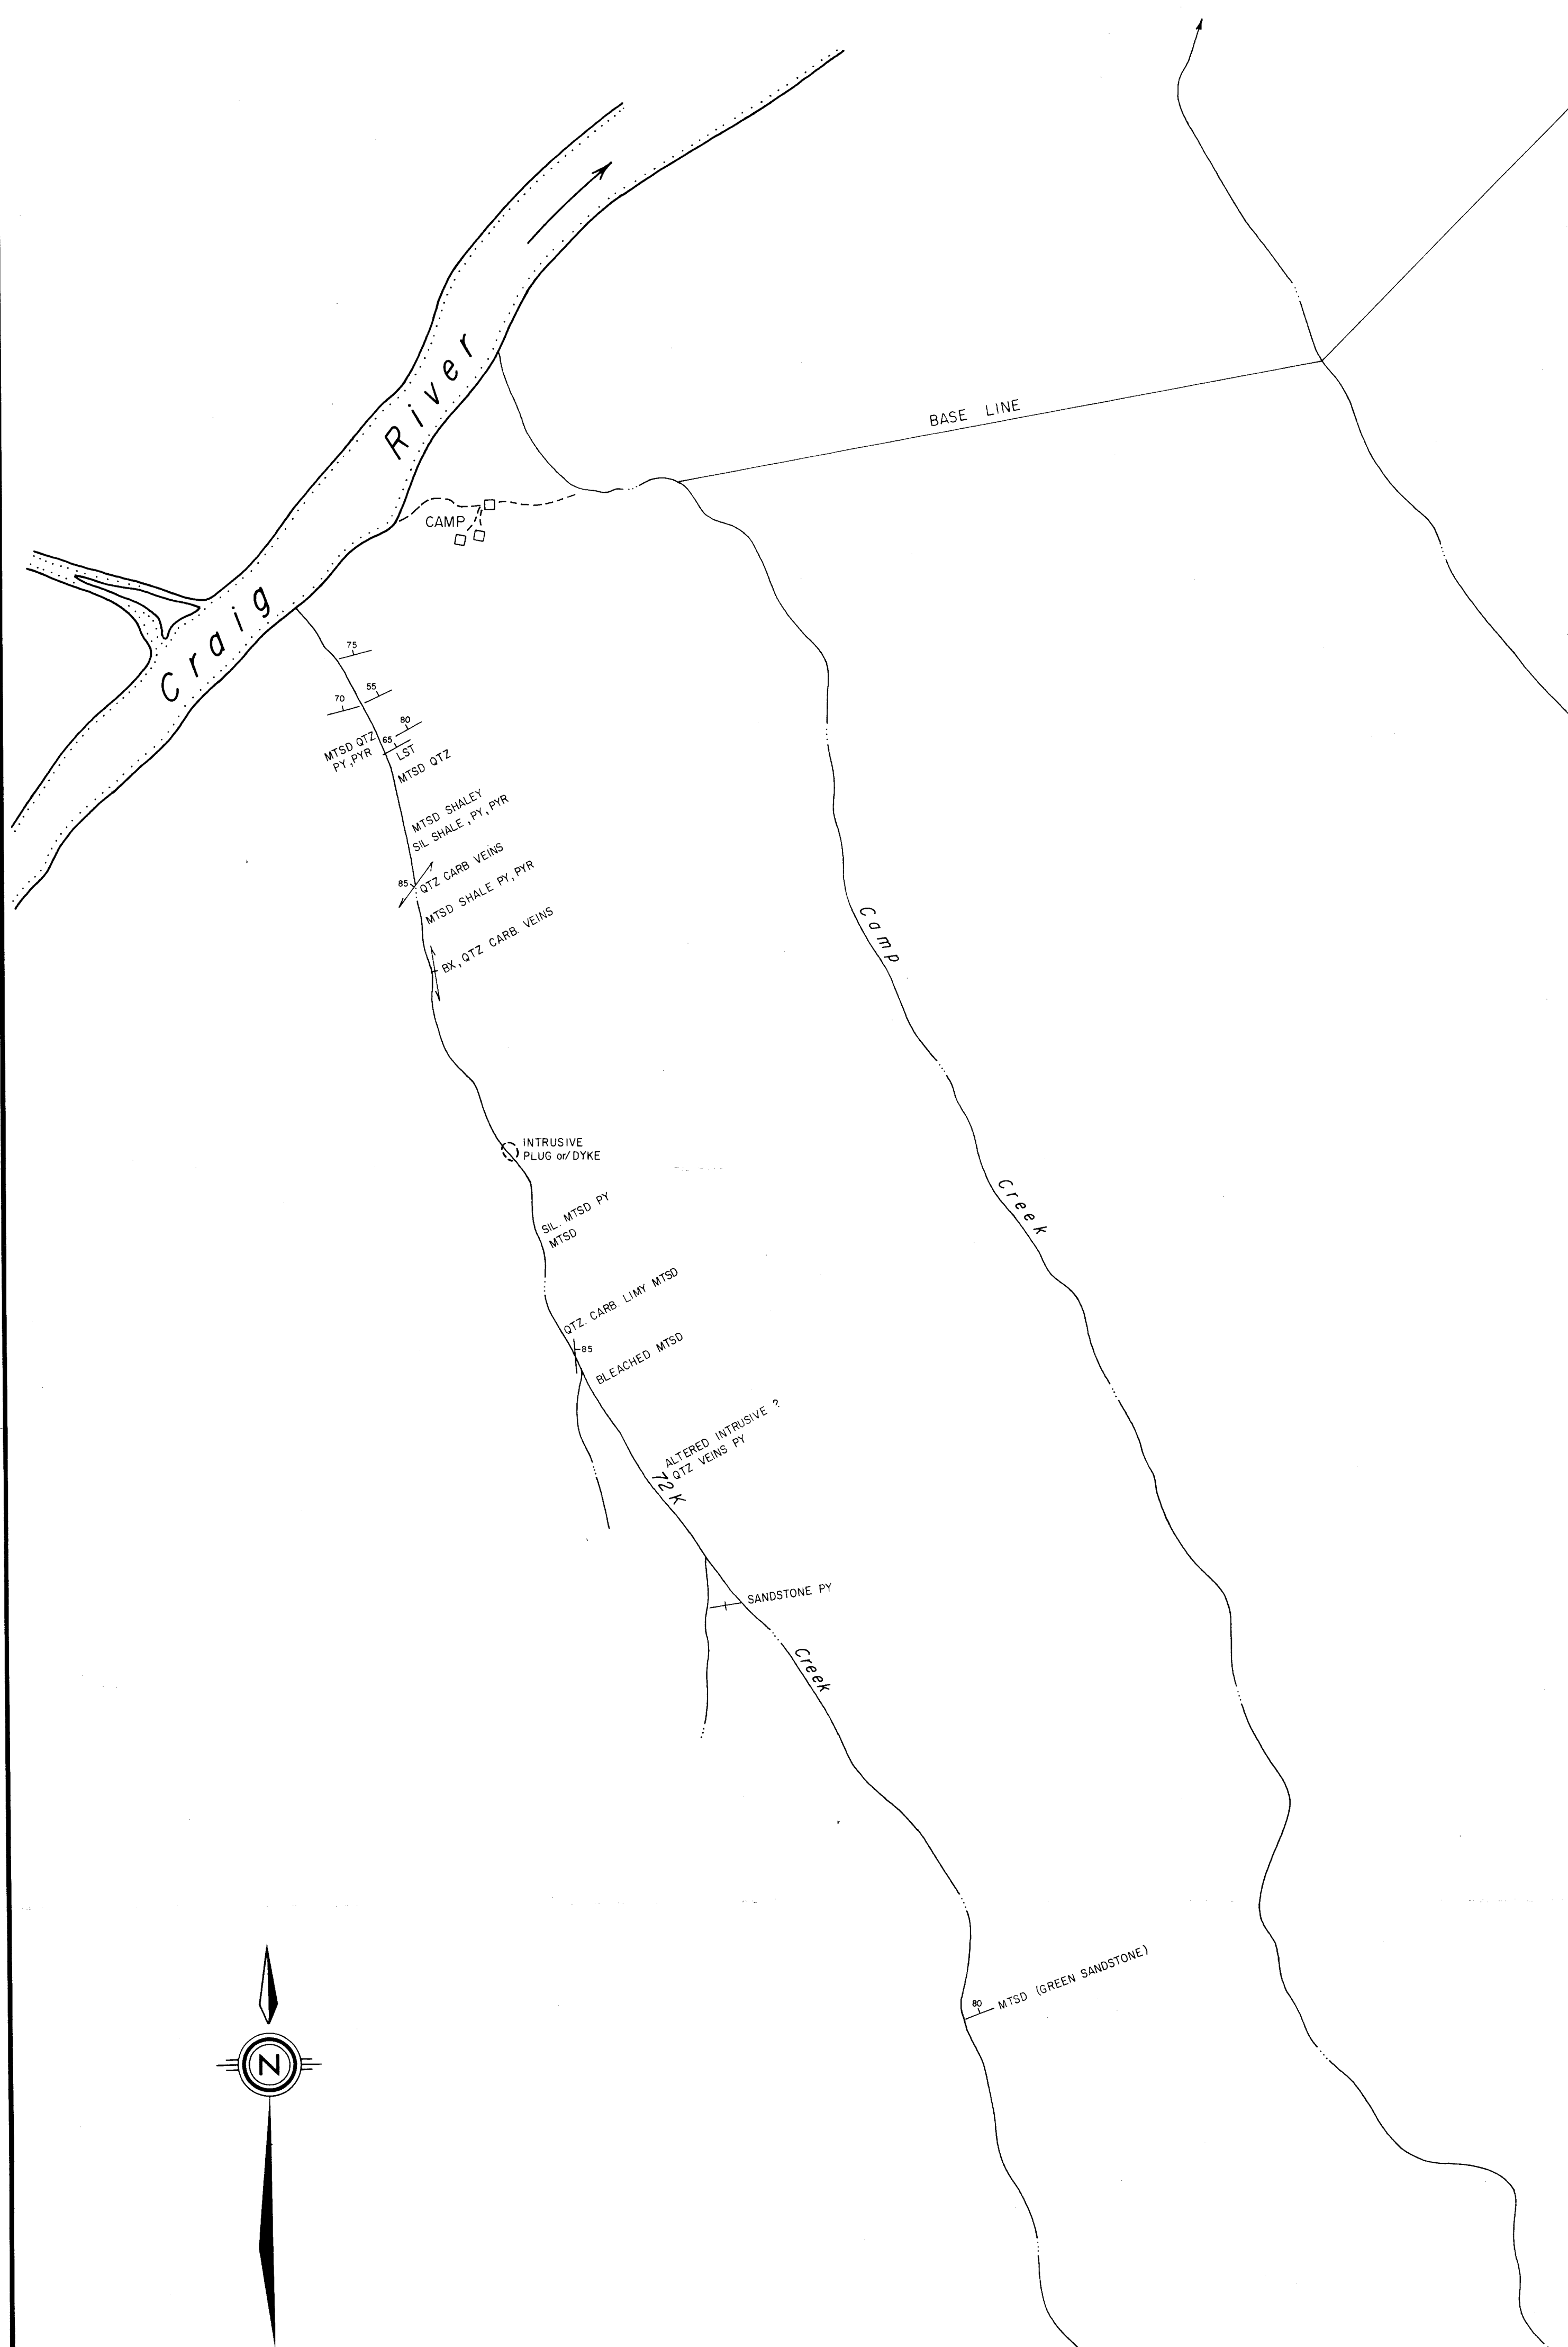 Craig River
BASE LINE
CAMP
75
55
70
80
65
LST
MTSD QTZ
PY, PYR
MTSD QTZ
MTSD SHALEY
SIL SHALE, PY, PYR
85
QTZ CARB VEINS
MTSD SHALE PY, PYR
BX, QTZ CARB. VEINS
Camp Creek
INTRUSIVE
PLUG or/DYKE
SIL. MTSD PY
MTSD
QTZ. CARB. LIMY MTSD
85
BLEACHED MTSD
ALTERED INTRUSIVE ?
QTZ VEINS PY
72K Creek
SANDSTONE PY
80
MTSD (GREEN SANDSTONE)
N